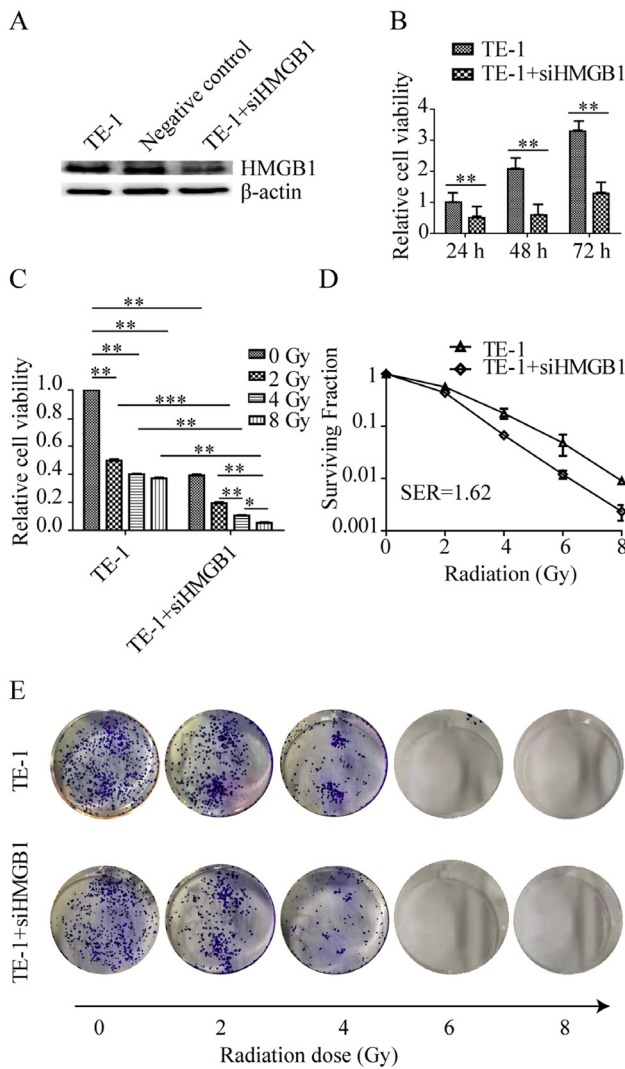 A
TE-1
Negative control
TE-1+siHMGB1
HMGB1
β-actin
B
TE-1
TE-1+siHMGB1
Relative cell viability
4
3
2
1
0
**
**
**
24 h
48 h
72 h
C
Relative cell viability
1.0
0.8
0.6
0.4
0.2
0.0
**
**
**
**
***
**
**
**
**
*
0 Gy
2 Gy
4 Gy
8 Gy
TE-1
TE-1+siHMGB1
D
TE-1
TE-1+siHMGB1
Surviving Fraction
1
0.1
0.01
0.001
SER=1.62
0
2
4
6
8
Radiation (Gy)
E
TE-1
TE-1+siHMGB1
0
2
4
6
8
Radiation dose (Gy)